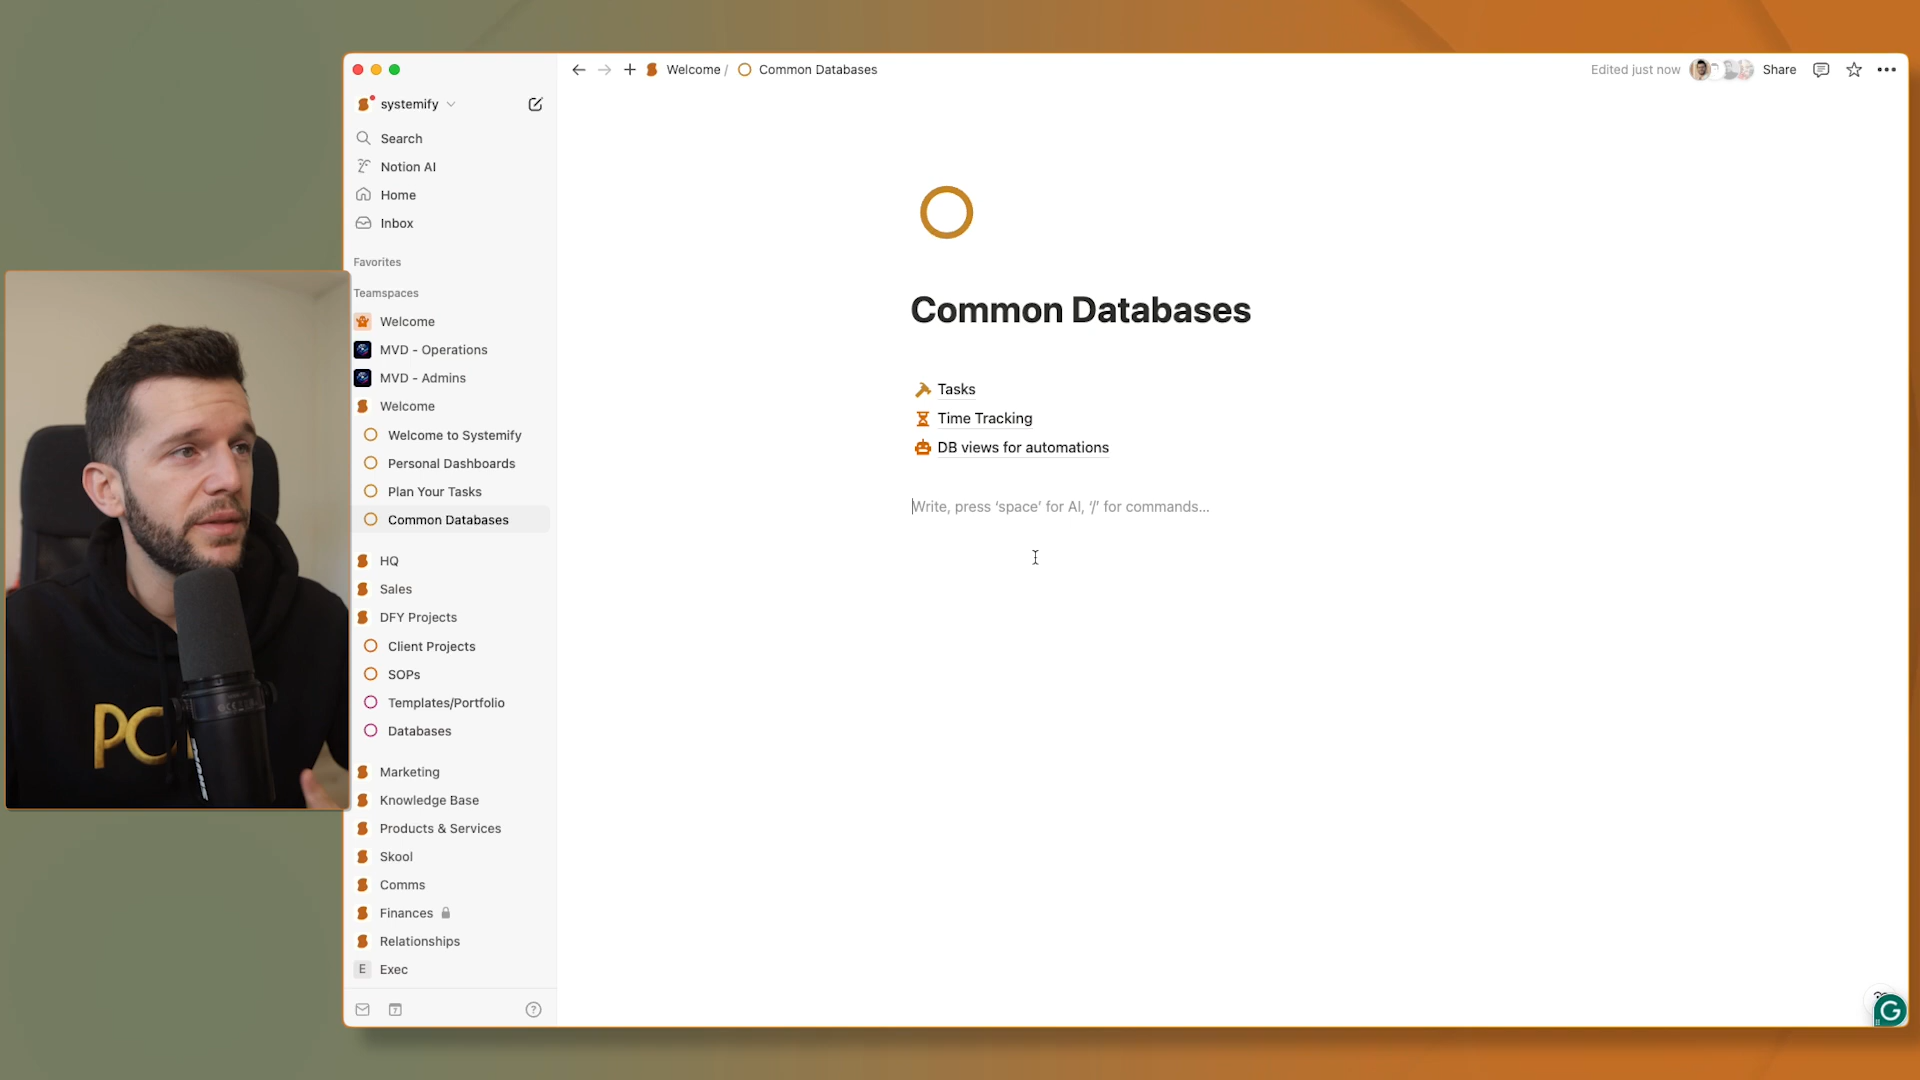 Welcome / Common Databases
Edited just now
Share
systemify
Search
Notion AI
Home
Inbox
Favorites
Teamspaces
Welcome
MVD - Operations
MVD - Admins
Welcome
Welcome to Systemify
Personal Dashboards
Plan Your Tasks
Common Databases
HQ
Sales
DFY Projects
Client Projects
SOPs
Templates/Portfolio
Databases
Marketing
Knowledge Base
Products & Services
Skool
Comms
Finances
Relationships
E Exec
Common Databases
Tasks
Time Tracking
DB views for automations
Write, press ‘space’ for AI, ‘/’ for commands…
PC
7
?
G